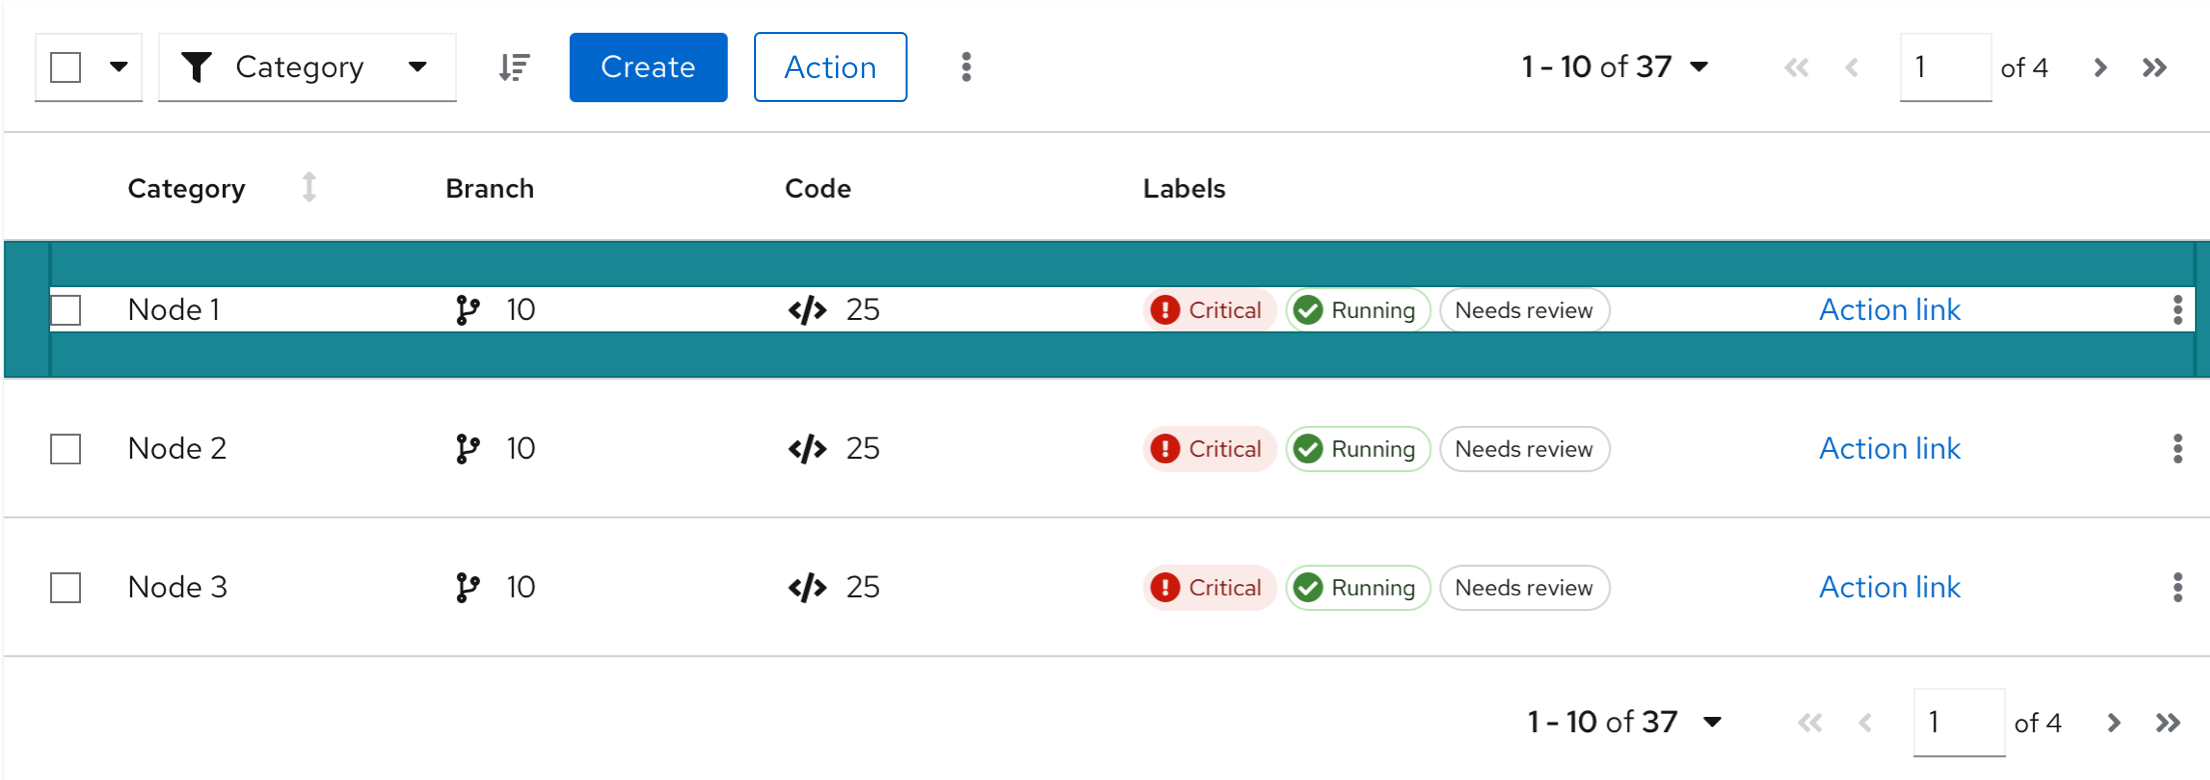 Category Create Action 1 - 10 of 37 1 of 4
Category Branch Code Labels
Node 1 10 25 Critical Running Needs review Action link
Node 2 10 25 Critical Running Needs review Action link
Node 3 10 25 Critical Running Needs review Action link
1 - 10 of 37 1 of 4